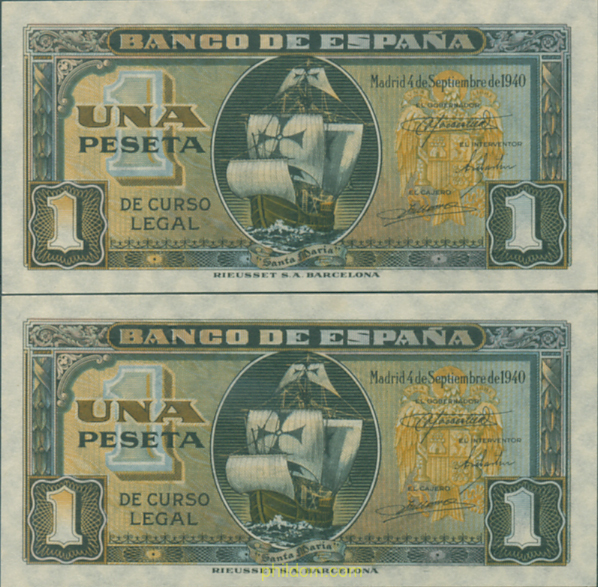 BANCO DE ESPAÑA
Madrid 4 de Septiembre de 1940
EL GOBERNADOR
UNA
PESETA
EL INTERVENTOR
EL CAJERO
DE CURSO
LEGAL
1 1
"Santa María"
RIEUSSET S.A. BARCELONA
BANCO DE ESPAÑA
Madrid 4 de Septiembre de 1940
EL GOBERNADOR
UNA
PESETA
EL INTERVENTOR
EL CAJERO
DE CURSO
LEGAL
1 1
"Santa María"
RIEUSSET S.A. BARCELONA